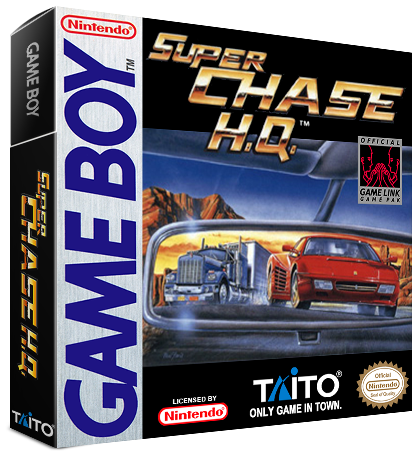 GAME BOY
SUPER
CHASE
H.Q.
TAITO
Nintendo
GAME BOY
TM
SUPER
CHASE
H.Q.
TM
OFFICIAL
GAME LINK
GAME PAK
LICENSED BY
Nintendo
TAITO
ONLY GAME IN TOWN.
Official
Nintendo
Seal of Quality